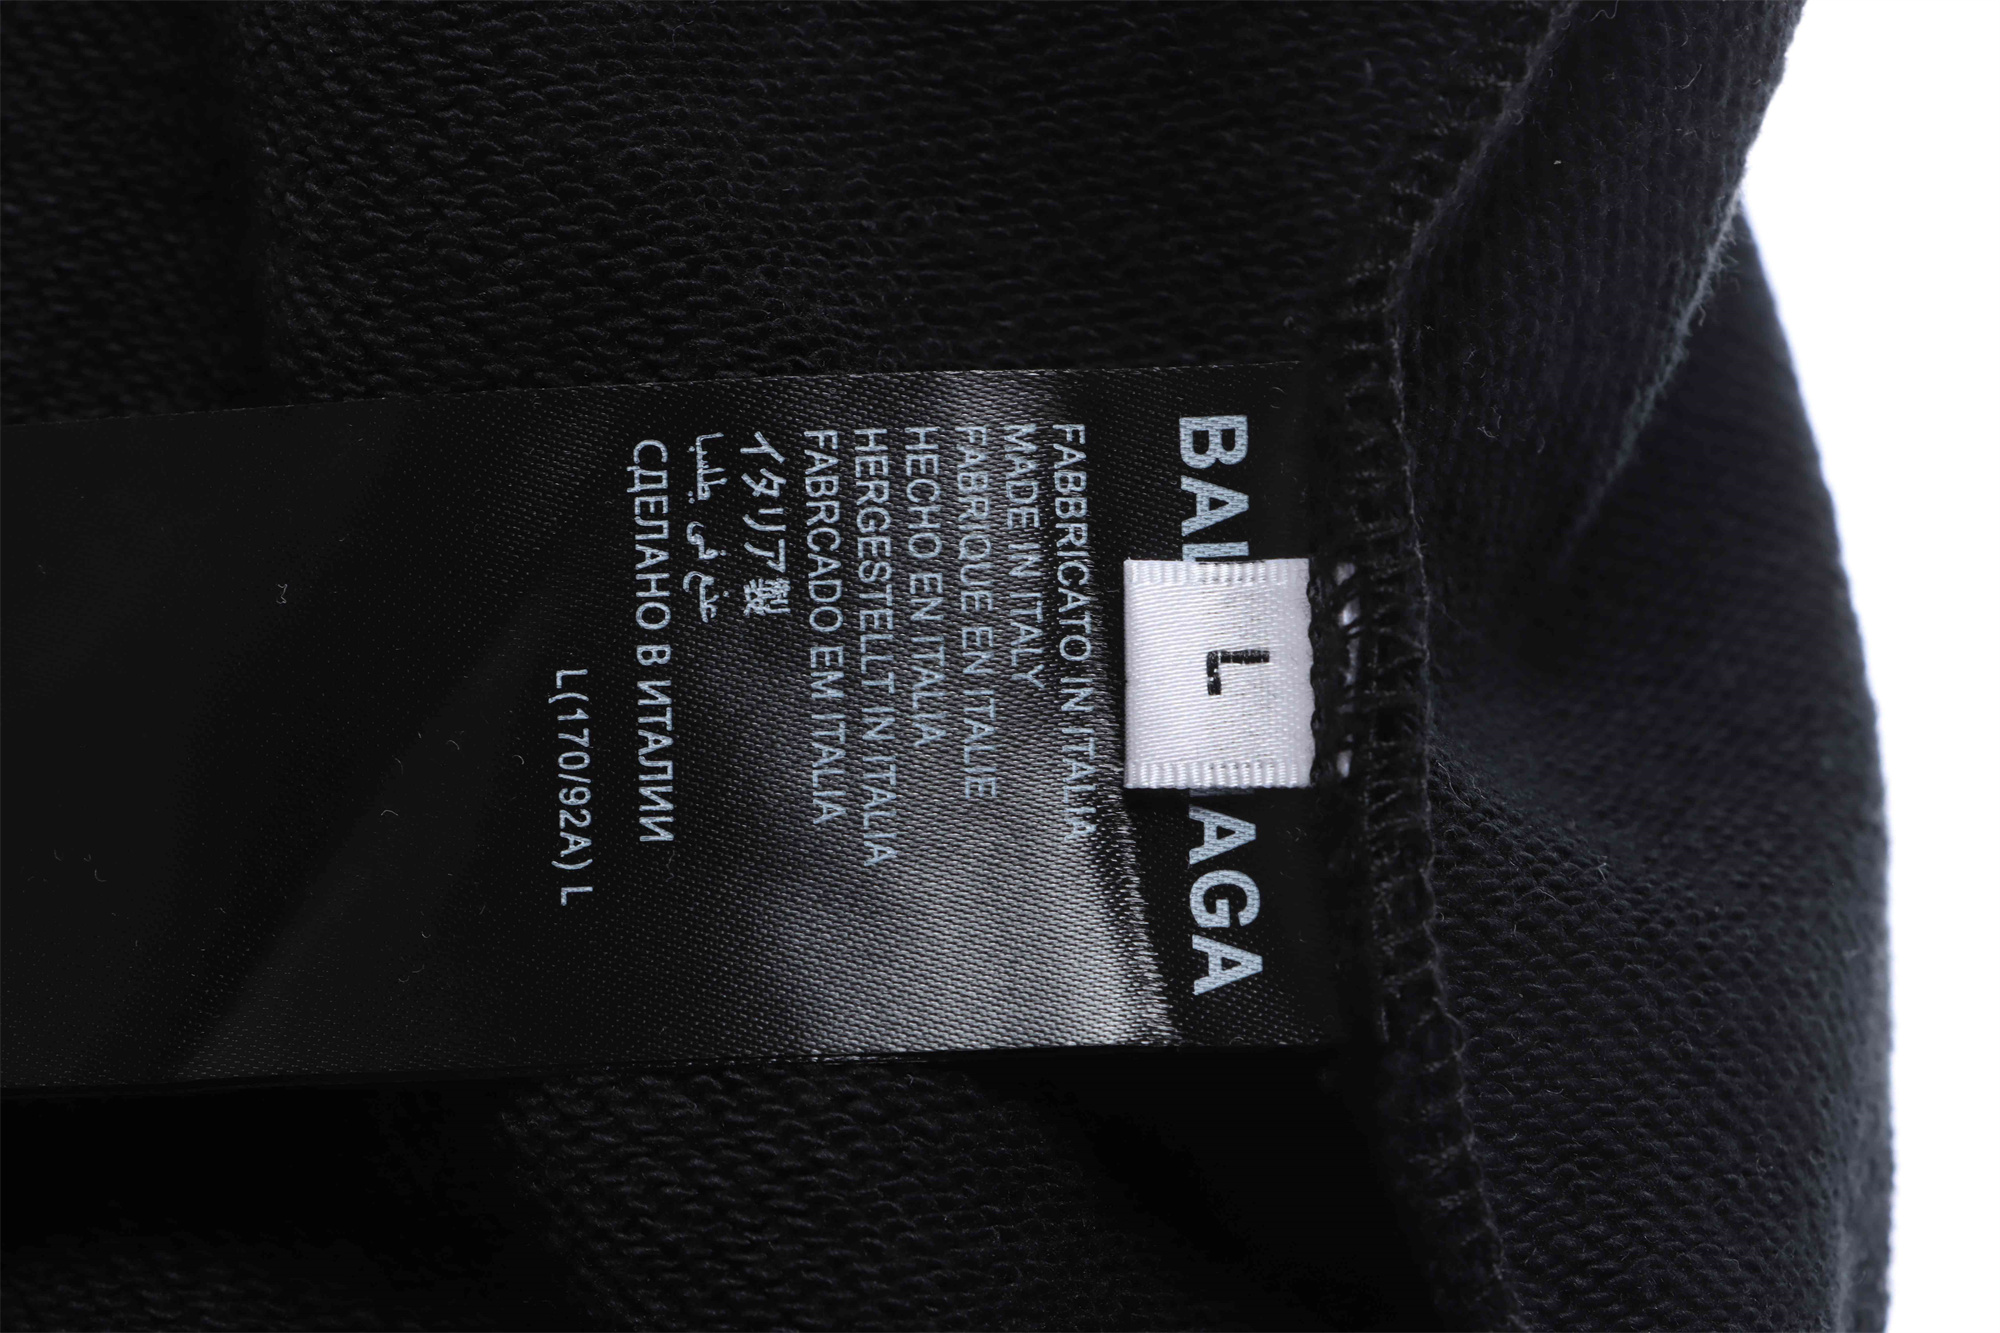 BAL AGA
L
FABBRICATO IN ITALIA
MADE IN ITALY
FABRIQUE EN ITALIE
HECHO EN ITALIA
HERGESTELLT IN ITALIA
FABRCADO EM ITALIA
イタリア製
صنع في
СДЕЛАНО В ИТАЛИИ
L(170/92A)L